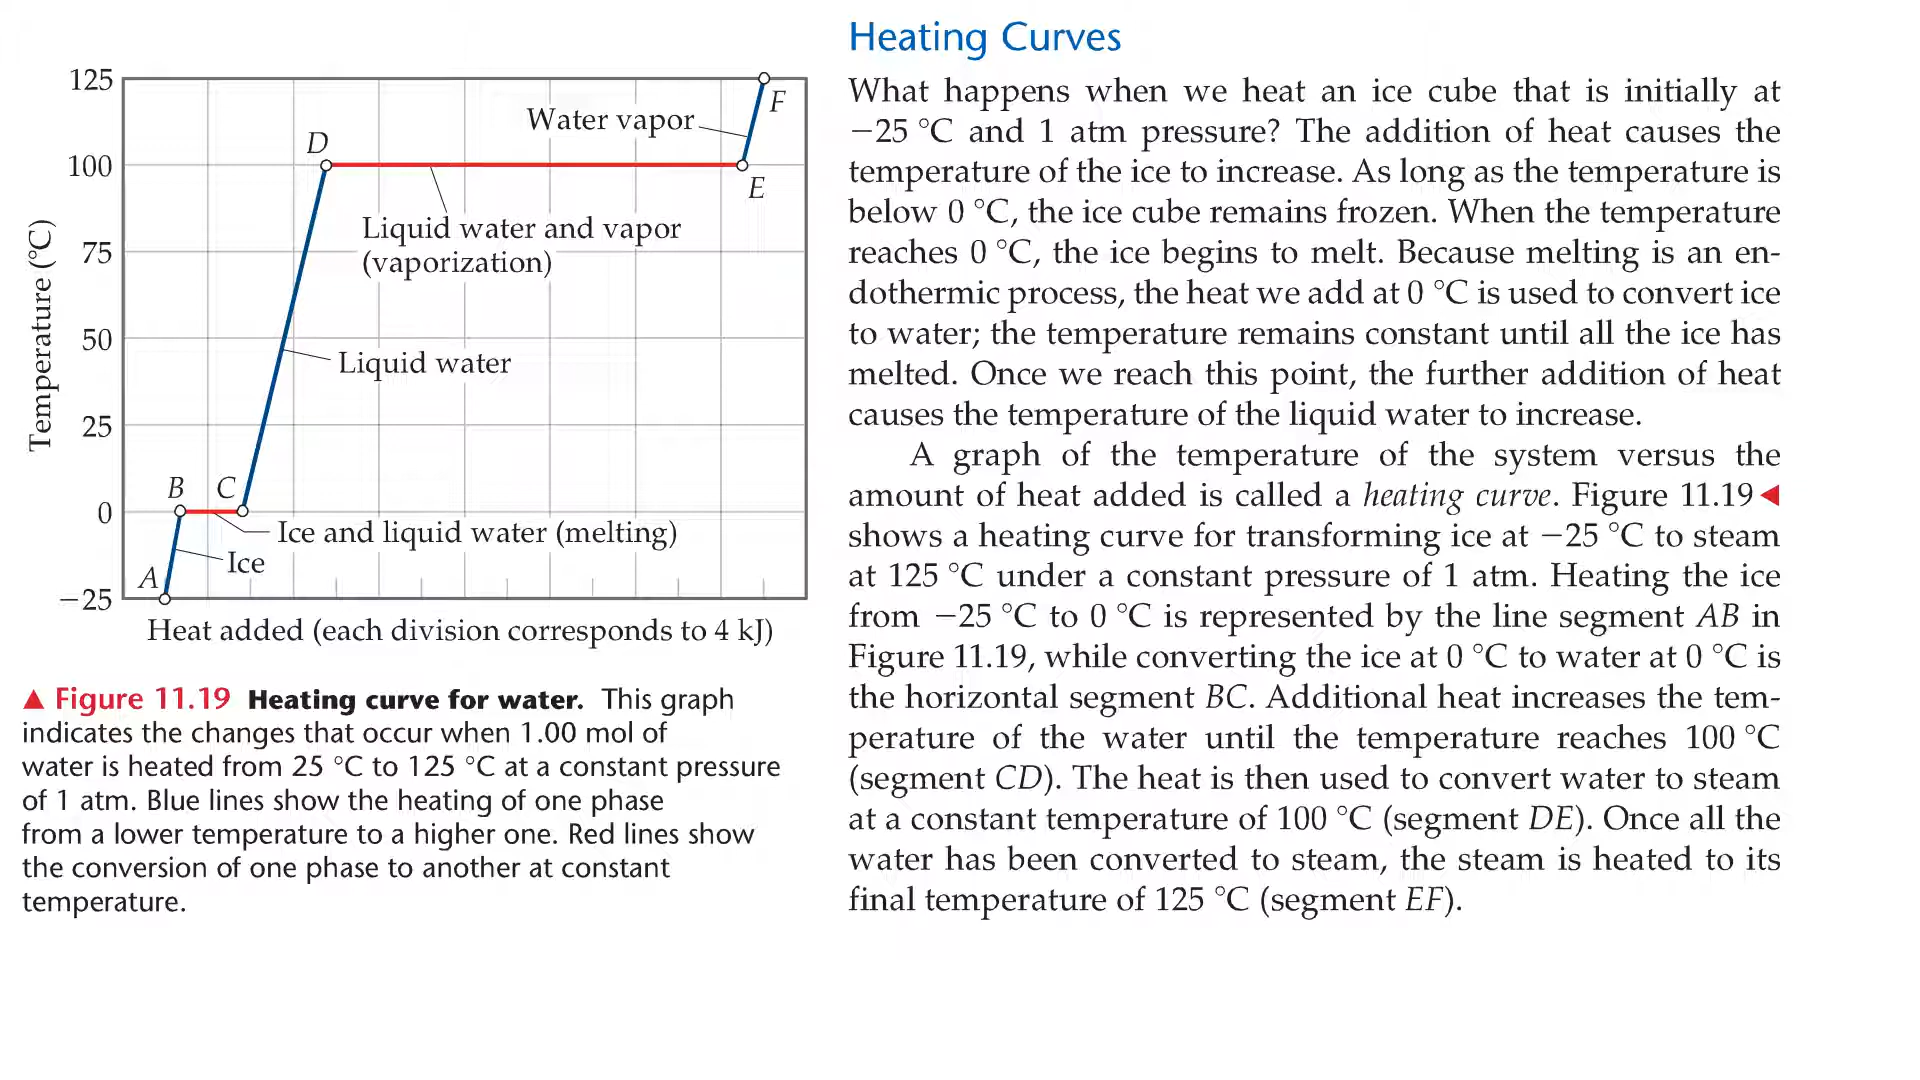 Heating Curves
125
100
75
50
25
0
−25
Temperature (°C)
A
B
C
D
E
F
Water vapor
Liquid water and vapor
(vaporization)
Liquid water
Ice and liquid water (melting)
Ice
Heat added (each division corresponds to 4 kJ)
▲ Figure 11.19 Heating curve for water. This graph
indicates the changes that occur when 1.00 mol of
water is heated from 25 °C to 125 °C at a constant pressure
of 1 atm. Blue lines show the heating of one phase
from a lower temperature to a higher one. Red lines show
the conversion of one phase to another at constant
temperature.
What happens when we heat an ice cube that is initially at
−25 °C and 1 atm pressure? The addition of heat causes the
temperature of the ice to increase. As long as the temperature is
below 0 °C, the ice cube remains frozen. When the temperature
reaches 0 °C, the ice begins to melt. Because melting is an en-
dothermic process, the heat we add at 0 °C is used to convert ice
to water; the temperature remains constant until all the ice has
melted. Once we reach this point, the further addition of heat
causes the temperature of the liquid water to increase.
A graph of the temperature of the system versus the
amount of heat added is called a heating curve. Figure 11.19 ◀
shows a heating curve for transforming ice at −25 °C to steam
at 125 °C under a constant pressure of 1 atm. Heating the ice
from −25 °C to 0 °C is represented by the line segment AB in
Figure 11.19, while converting the ice at 0 °C to water at 0 °C is
the horizontal segment BC. Additional heat increases the tem-
perature of the water until the temperature reaches 100 °C
(segment CD). The heat is then used to convert water to steam
at a constant temperature of 100 °C (segment DE). Once all the
water has been converted to steam, the steam is heated to its
final temperature of 125 °C (segment EF).